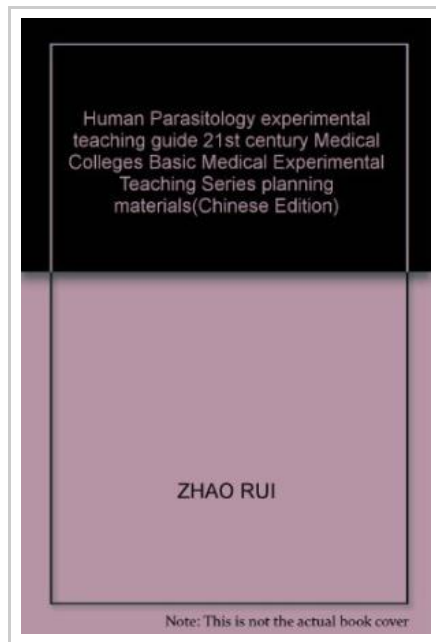 Human Parasitology experimental
teaching guide 21st century Medical
Colleges Basic Medical Experimental
Teaching Series planning
materials(Chinese Edition)
ZHAO RUI
Note: This is not the actual book cover